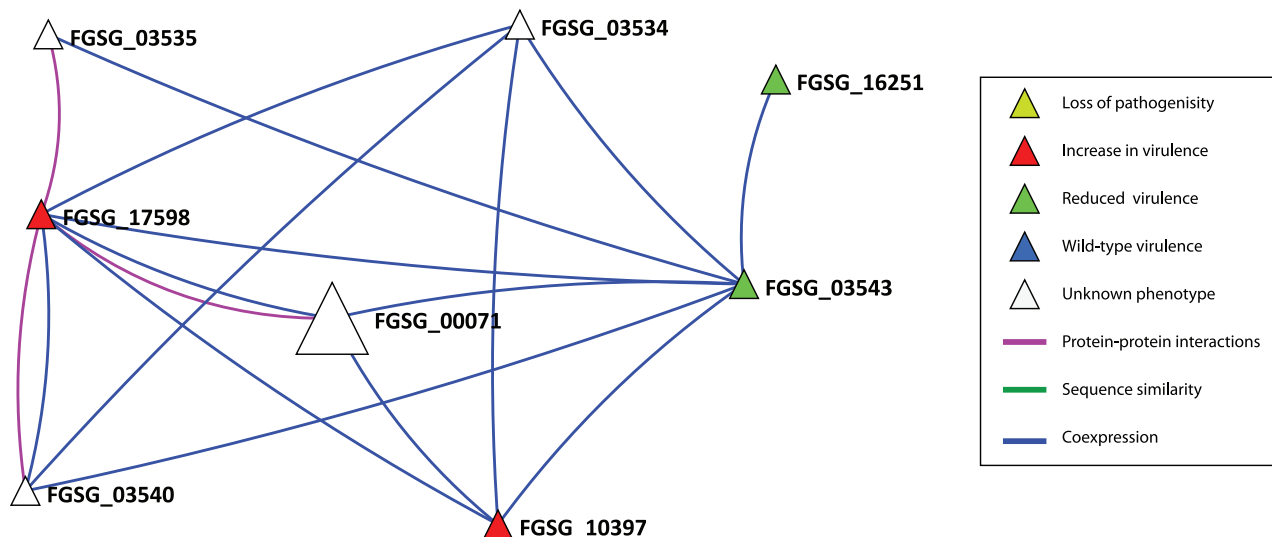 FGSG_03535
FGSG_03534
FGSG_16251
FGSG_17598
FGSG_03543
FGSG_00071
FGSG_03540
FGSG_10397
Loss of pathogenisity
Increase in virulence
Reduced virulence
Wild-type virulence
Unknown phenotype
Protein-protein interactions
Sequence similarity
Coexpression